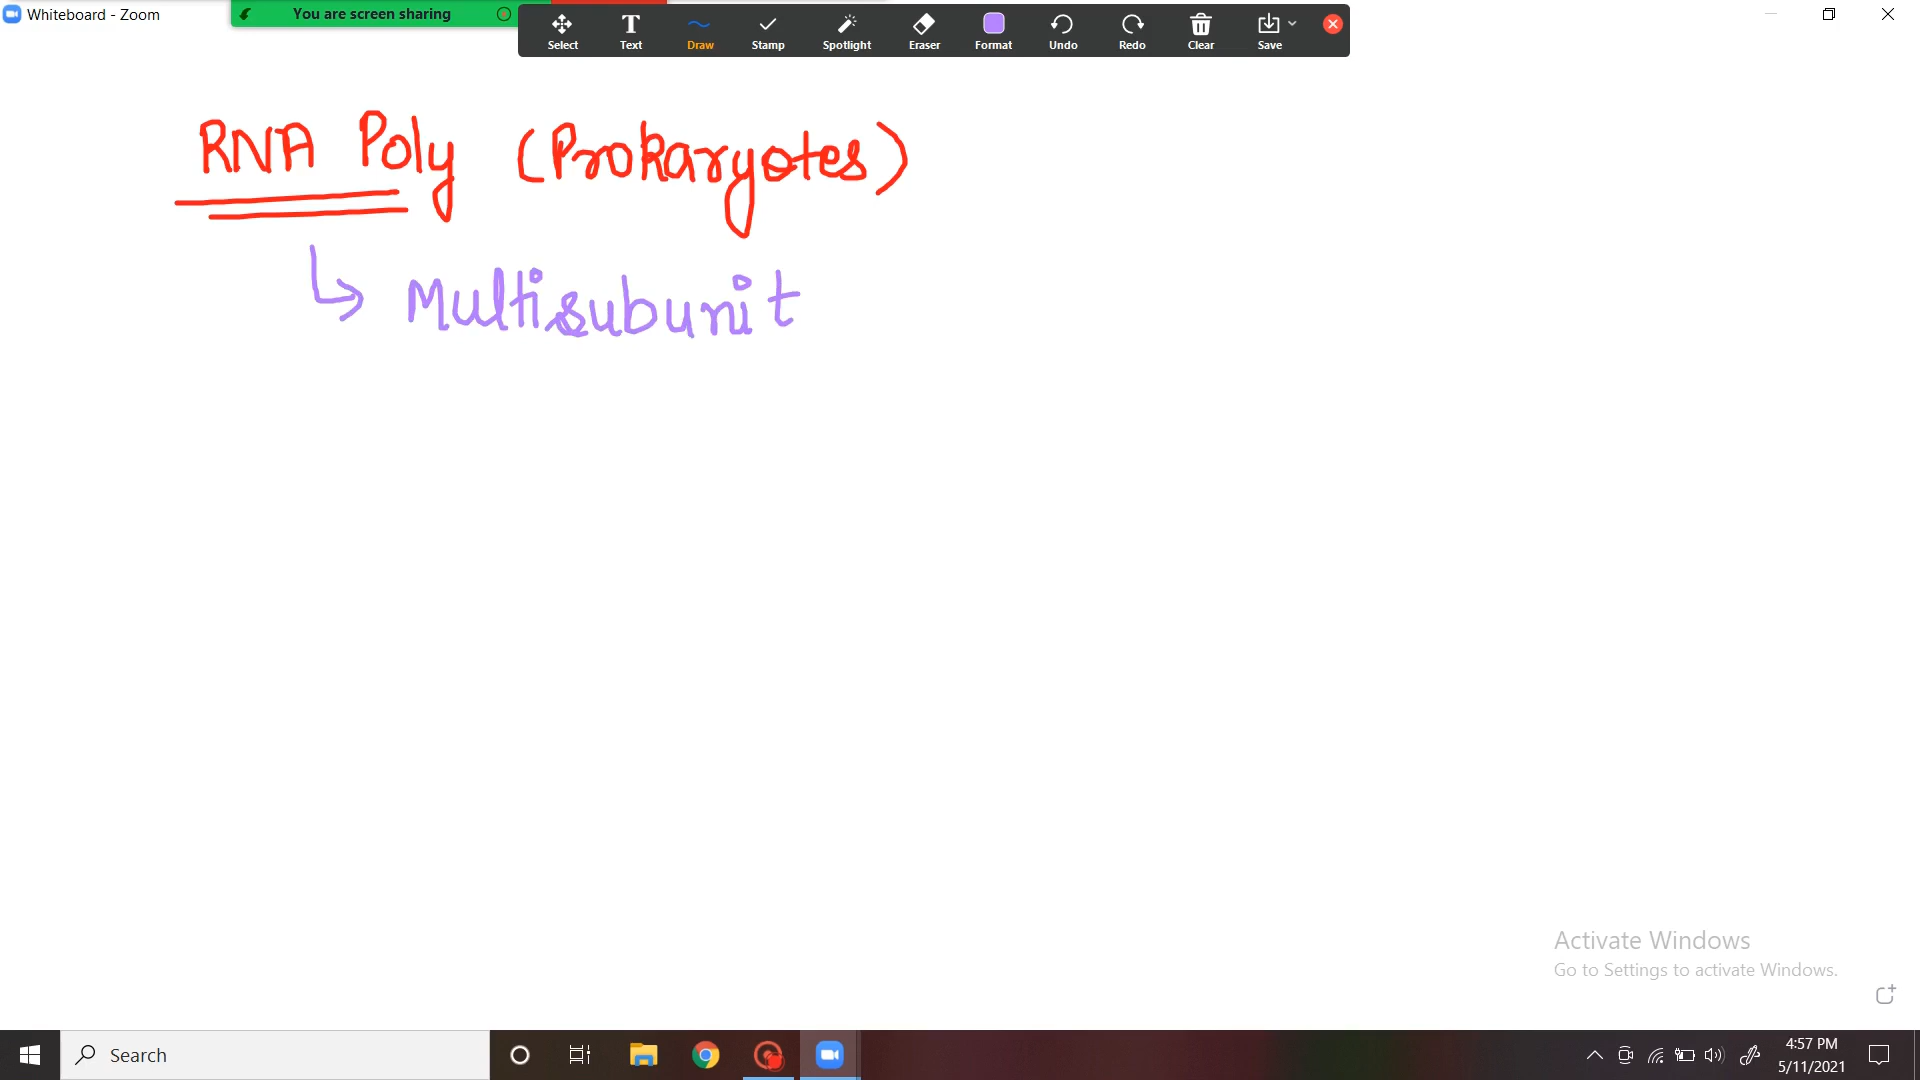 Whiteboard - Zoom
You are screen sharing
Select Text Draw Stamp Spotlight Eraser Format Undo Redo Clear Save
RNA Poly (Prokaryotes)
Multisubunit
Activate Windows
Go to Settings to activate Windows.
Search
4:57 PM
5/11/2021